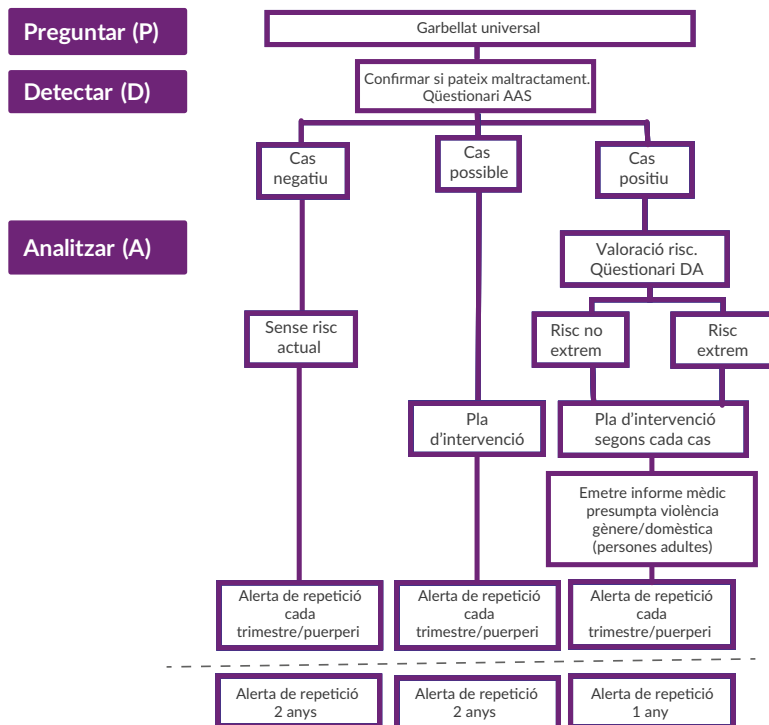 Preguntar (P)
Garbellat universal
Detectar (D)
Confirmar si pateix maltractament.
Qüestionari AAS
Cas
negatiu
Cas
possible
Cas
positiu
Analitzar (A)
Valoració risc.
Qüestionari DA
Sense risc
actual
Risc no
extrem
Risc
extrem
Pla
d’intervenció
Pla d’intervenció
segons cada cas
Emetre informe mèdic
presumpta violència
gènere/domèstica
(persones adultes)
Alerta de repetició
cada
trimestre/puerperi
Alerta de repetició
cada
trimestre/puerperi
Alerta de repetició
cada
trimestre/puerperi
Alerta de repetició
2 anys
Alerta de repetició
2 anys
Alerta de repetició
1 any